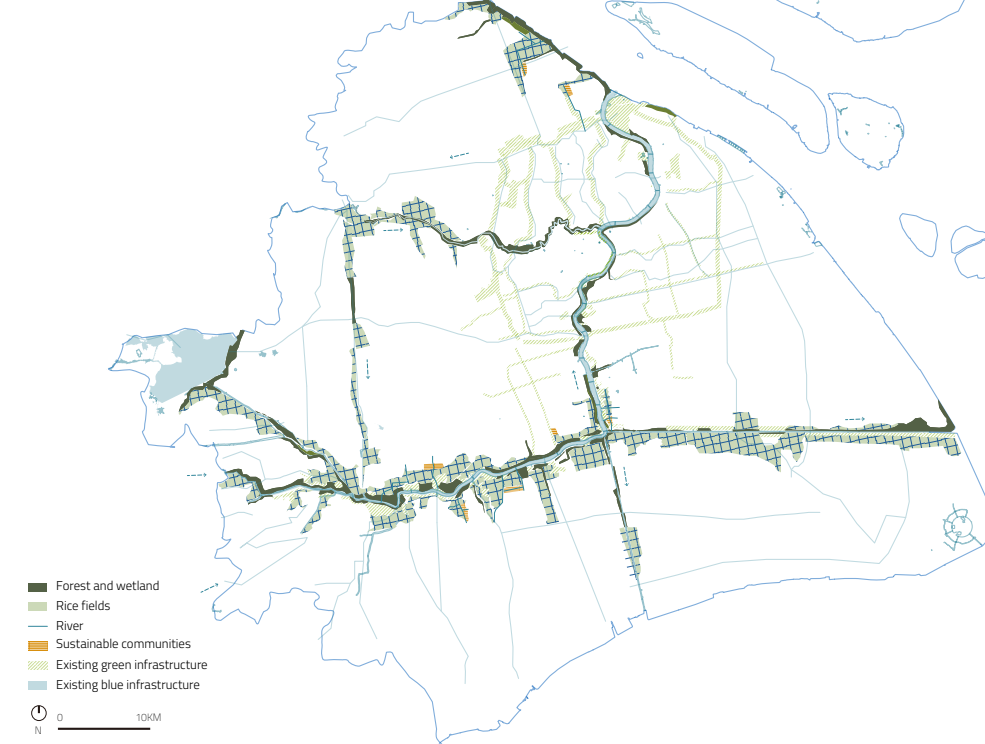 Forest and wetland
Rice fields
River
Sustainable communities
Existing green infrastructure
Existing blue infrastructure
0 10KM
N